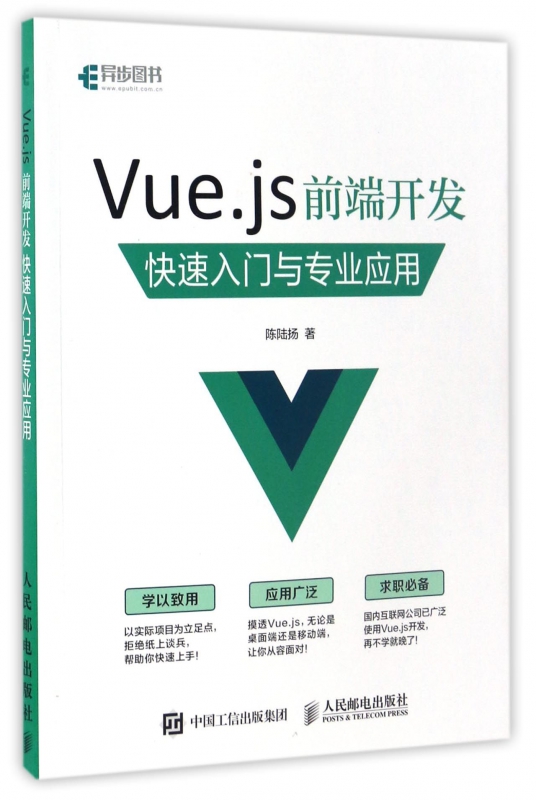 异步图书
www.epubit.com.cn
Vue.js 前端开发
快速入门与专业应用
陈陆扬 著
学以致用
以实际项目为立足点，
拒绝纸上谈兵，
帮助你快速上手！
应用广泛
摸透Vue.js，无论是
桌面端还是移动端，
让你从容面对！
求职必备
国内互联网公司已广泛
使用Vue.js开发，
再不学就晚了！
中国工信出版集团
人民邮电出版社
POSTS & TELECOM PRESS
Vue.js 前端开发 快速入门与专业应用
人民邮电出版社